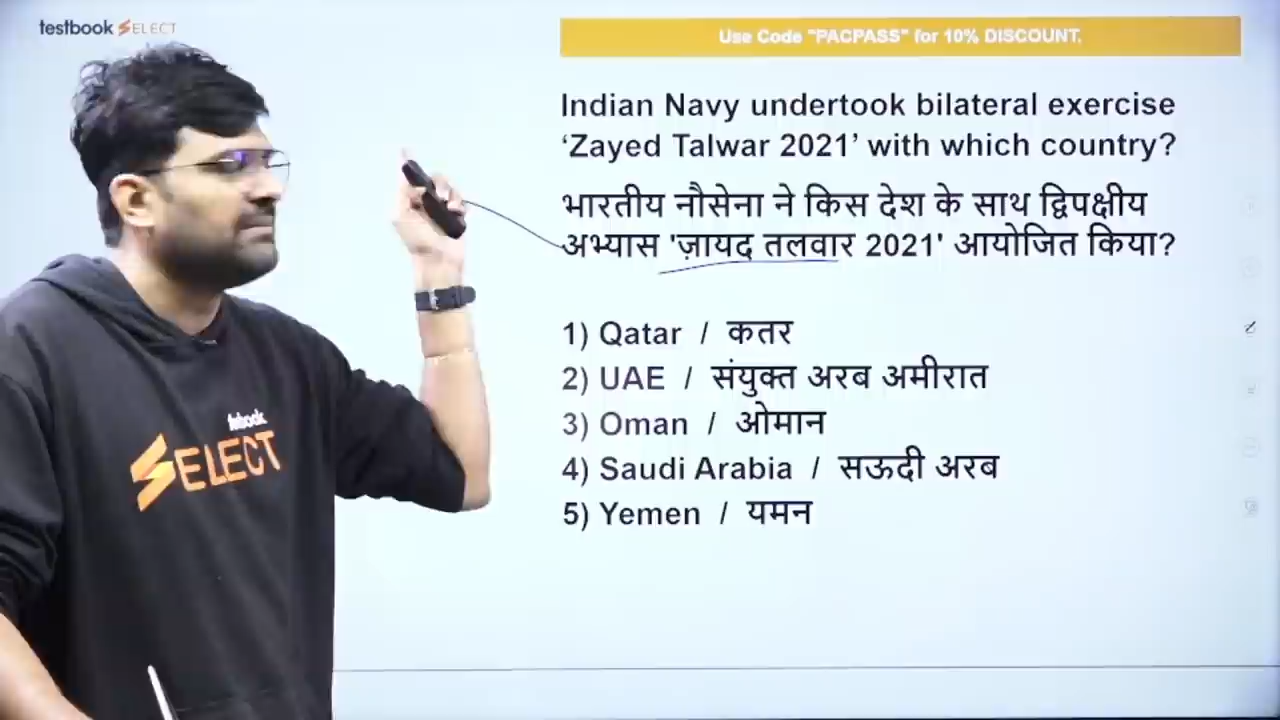 testbook SELECT
Use Code "PACPASS" for 10% DISCOUNT.
Indian Navy undertook bilateral exercise
‘Zayed Talwar 2021’ with which country?
भारतीय नौसेना ने किस देश के साथ द्विपक्षीय
अभ्यास 'ज़ायद तलवार 2021' आयोजित किया?
1) Qatar / कतर
2) UAE / संयुक्त अरब अमीरात
3) Oman / ओमान
4) Saudi Arabia / सऊदी अरब
5) Yemen / यमन
SELECT